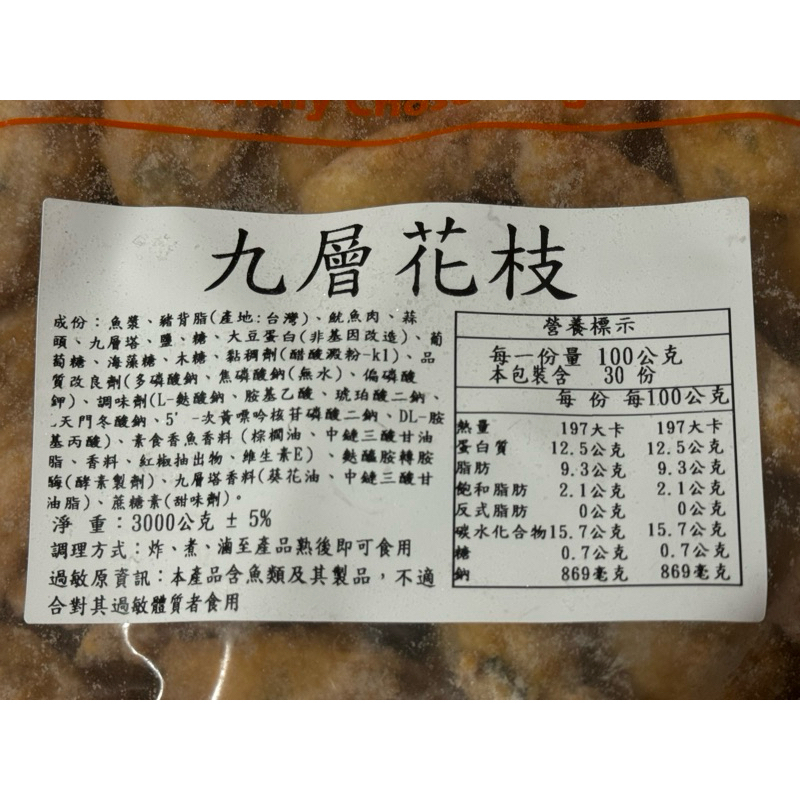 九層花枝
成份：魚漿、豬背脂(產地:台灣)、魷魚肉、蒜
頭、九層塔、鹽、糖、大豆蛋白(非基因改造)、葡
萄糖、海藻糖、木糖、黏稠劑(醋酸澱粉-k1)、品
質改良劑(多磷酸鈉、焦磷酸鈉(無水)、偏磷酸
鉀)、調味劑(L-麩酸鈉、胺基乙酸、琥珀酸二鈉、
天門冬酸鈉、5'-次黃嘌呤核苷磷酸二鈉、DL-胺
基丙酸)、素食香魚香料(棕櫚油、中鏈三酸甘油
脂、香料、紅椒抽出物、維生素E)、麩醯胺轉胺
酶(酵素製劑)、九層塔香料(葵花油、中鏈三酸甘
油脂)、蔗糖素(甜味劑)。
淨 重：3000公克 ± 5%
調理方式：炸、煮、滷至產品熟後即可食用
過敏原資訊：本產品含魚類及其製品，不適
合對其過敏體質者食用
營養標示
每一份量 100公克
本包裝含 30 份
每 份 每100公克
熱量 197大卡 197大卡
蛋白質 12.5公克 12.5公克
脂肪 9.3公克 9.3公克
飽和脂肪 2.1公克 2.1公克
反式脂肪 0公克 0公克
碳水化合物 15.7公克 15.7公克
糖 0.7公克 0.7公克
鈉 869毫克 869毫克